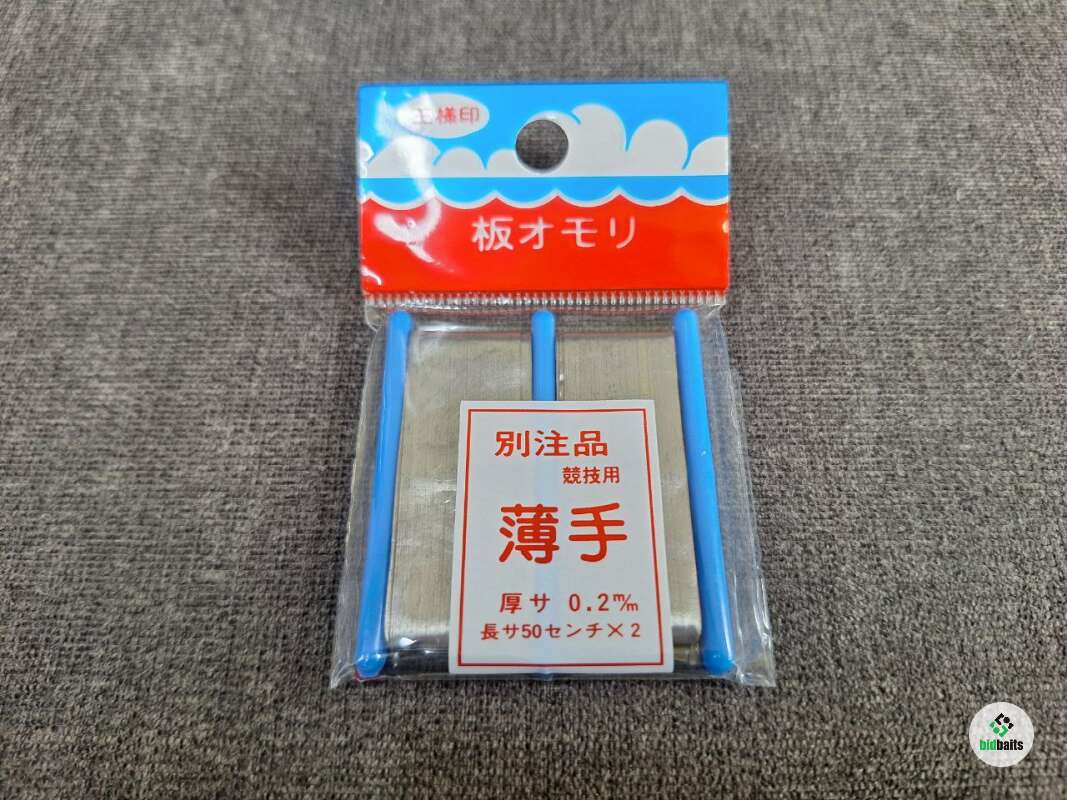 王様印
板オモリ
別注品
競技用
薄手
厚サ 0.2㎜
長サ50センチ×2
bidbaits